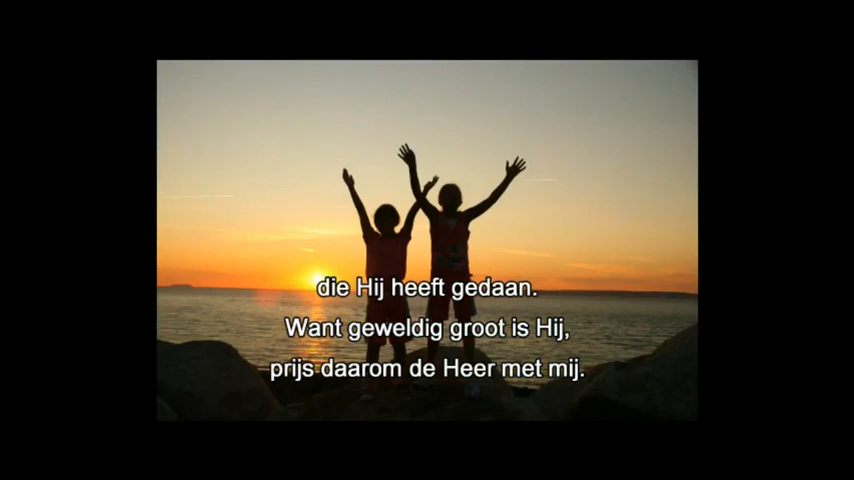 die Hij heeft gedaan.
Want geweldig groot is Hij,
prijs daarom de Heer met mij.